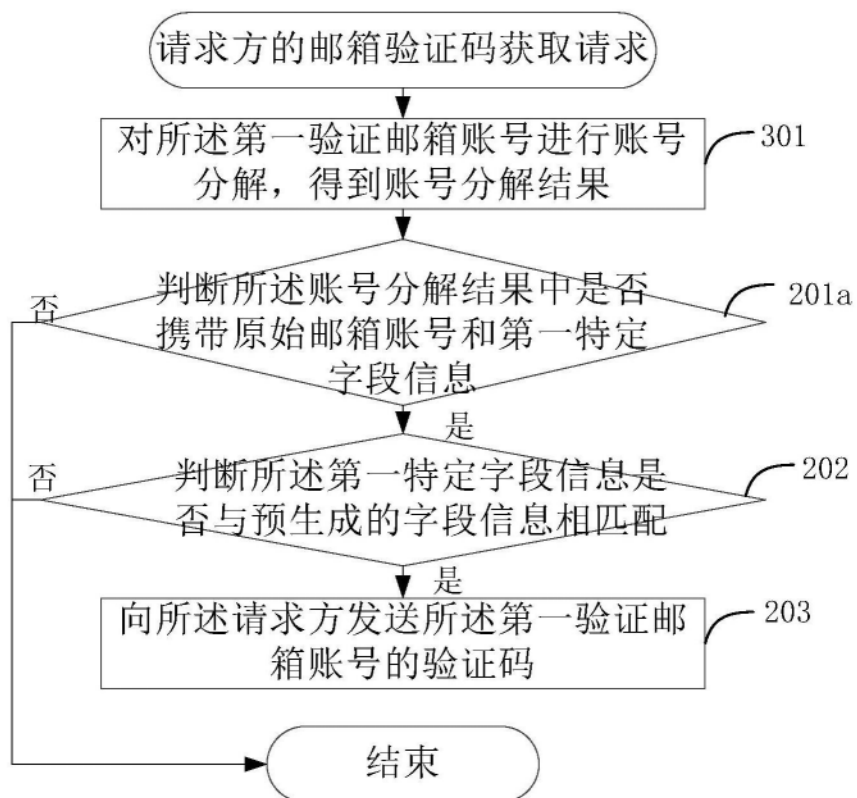 请求方的邮箱验证码获取请求
对所述第一验证邮箱账号进行账号
分解，得到账号分解结果
301
判断所述账号分解结果中是否
携带原始邮箱账号和第一特定
字段信息
201a
否
是
判断所述第一特定字段信息是
否与预生成的字段信息相匹配
202
否
是
向所述请求方发送所述第一验证邮
箱账号的验证码
203
结束